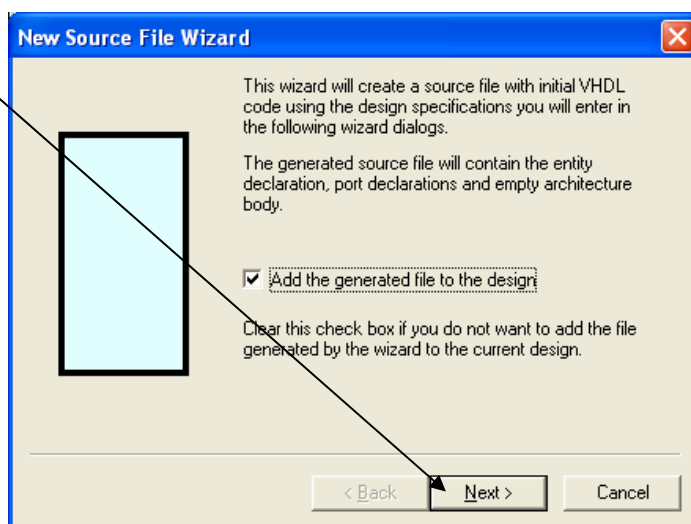 New Source File Wizard
This wizard will create a source file with initial VHDL
code using the design specifications you will enter in
the following wizard dialogs.
The generated source file will contain the entity
declaration, port declarations and empty architecture
body.
Add the generated file to the design
Clear this check box if you do not want to add the file
generated by the wizard to the current design.
< Back
Next >
Cancel